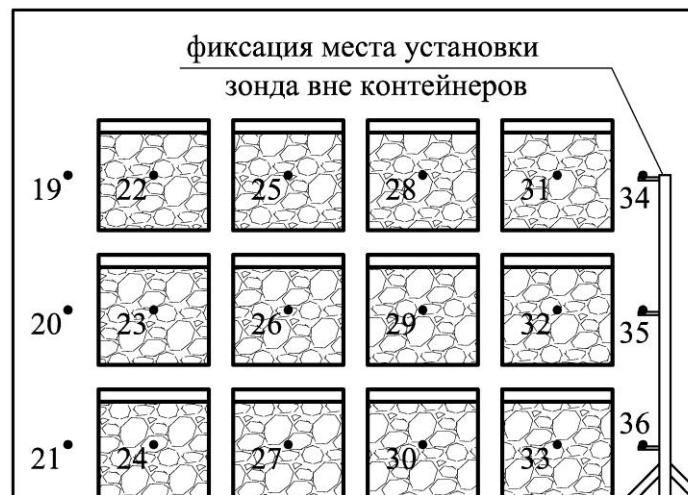 фиксация места установки
зонда вне контейнеров
19 22 25 28 31 34
20 23 26 29 32 35
36
21 24 27 30 33